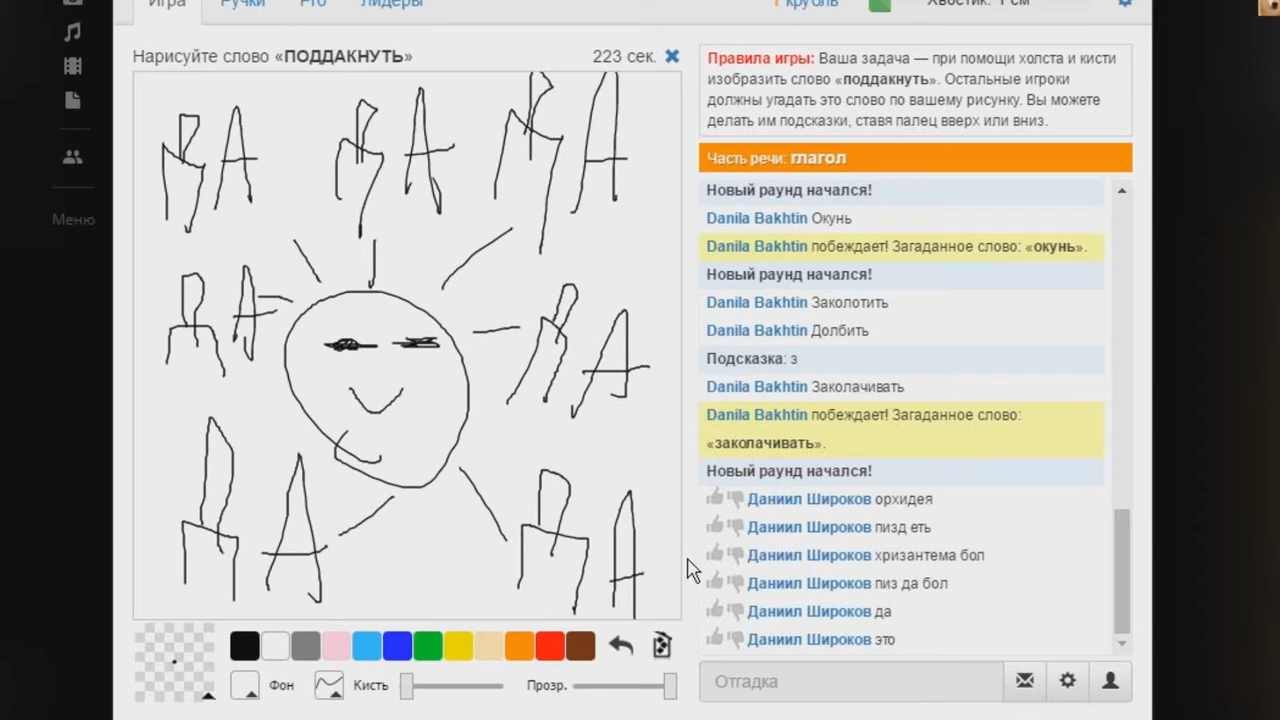 Игра Ручки Pro Лидеры
1 крубль Хвостик: 1 см
Меню
Нарисуйте слово «ПОДДАКНУТЬ» 223 сек.
ДА ДА ДА
ДА ДА
ДА ДА
Фон Кисть Прозр.
Правила игры: Ваша задача — при помощи холста и кисти
изобразить слово «поддакнуть». Остальные игроки
должны угадать это слово по вашему рисунку. Вы можете
делать им подсказки, ставя палец вверх или вниз.
Часть речи: глагол
Новый раунд начался!
Danila Bakhtin Окунь
Danila Bakhtin побеждает! Загаданное слово: «окунь».
Новый раунд начался!
Danila Bakhtin Заколотить
Danila Bakhtin Долбить
Подсказка: з
Danila Bakhtin Заколачивать
Danila Bakhtin побеждает! Загаданное слово:
«заколачивать».
Новый раунд начался!
Даниил Широков орхидея
Даниил Широков пизд еть
Даниил Широков хризантема бол
Даниил Широков пиз да бол
Даниил Широков да
Даниил Широков это
Отгадка